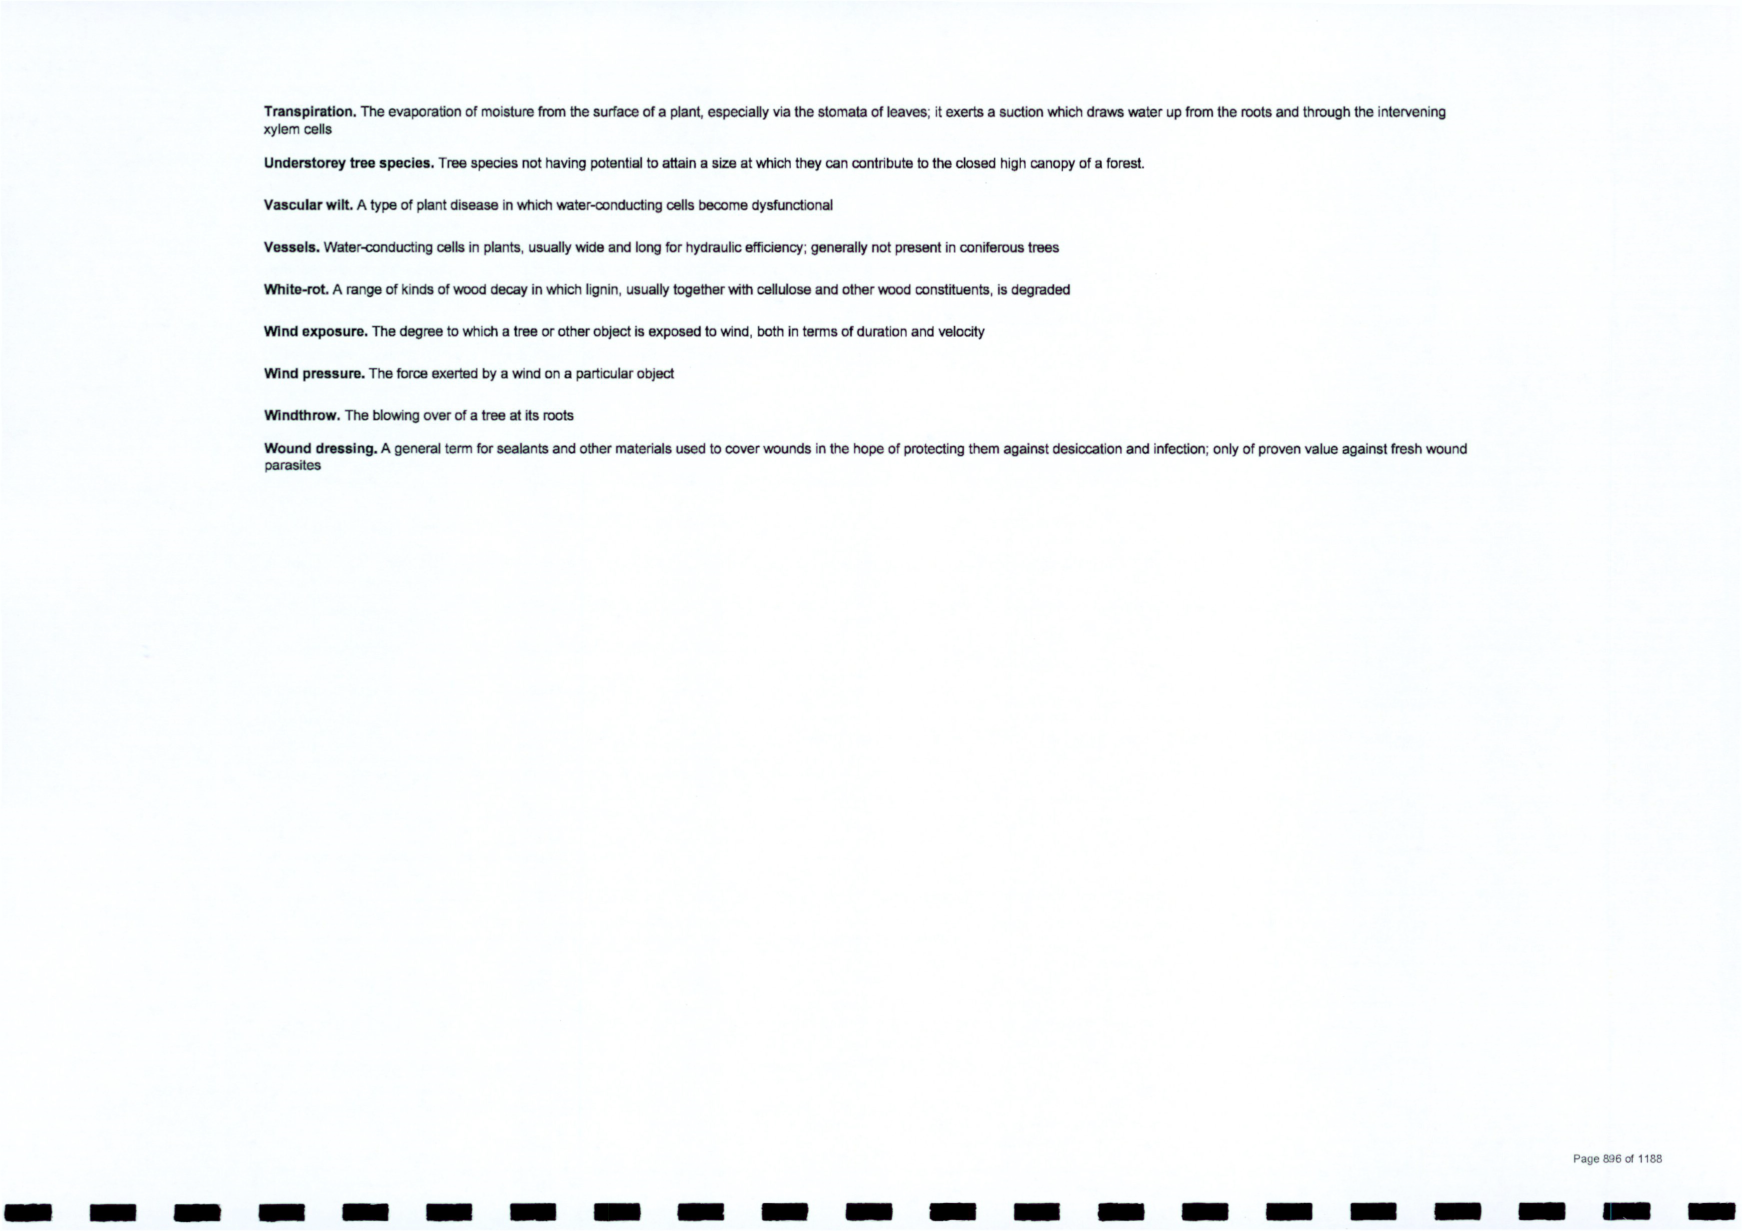 Transpiration. The evaporation of moisture from the surface of a plant, especially via the stomata of leaves; it exerts a suction which draws water up from the roots and through the intervening
xylem cells
Understorey tree species. Tree species not having potential to attain a size at which they can contribute to the closed high canopy of a forest.
Vascular wilt. A type of plant disease in which water-conducting cells become dysfunctional
Vessels. Water-conducting cells in plants, usually wide and long for hydraulic efficiency; generally not present in coniferous trees
White-rot. A range of kinds of wood decay in which lignin, usually together with cellulose and other wood constituents, is degraded
Wind exposure. The degree to which a tree or other object is exposed to wind, both in terms of duration and velocity
Wind pressure. The force exerted by a wind on a particular object
Windthrow. The blowing over of a tree at its roots
Wound dressing. A general term for sealants and other materials used to cover wounds in the hope of protecting them against desiccation and infection; only of proven value against fresh wound
parasites
Page 896 of 1188